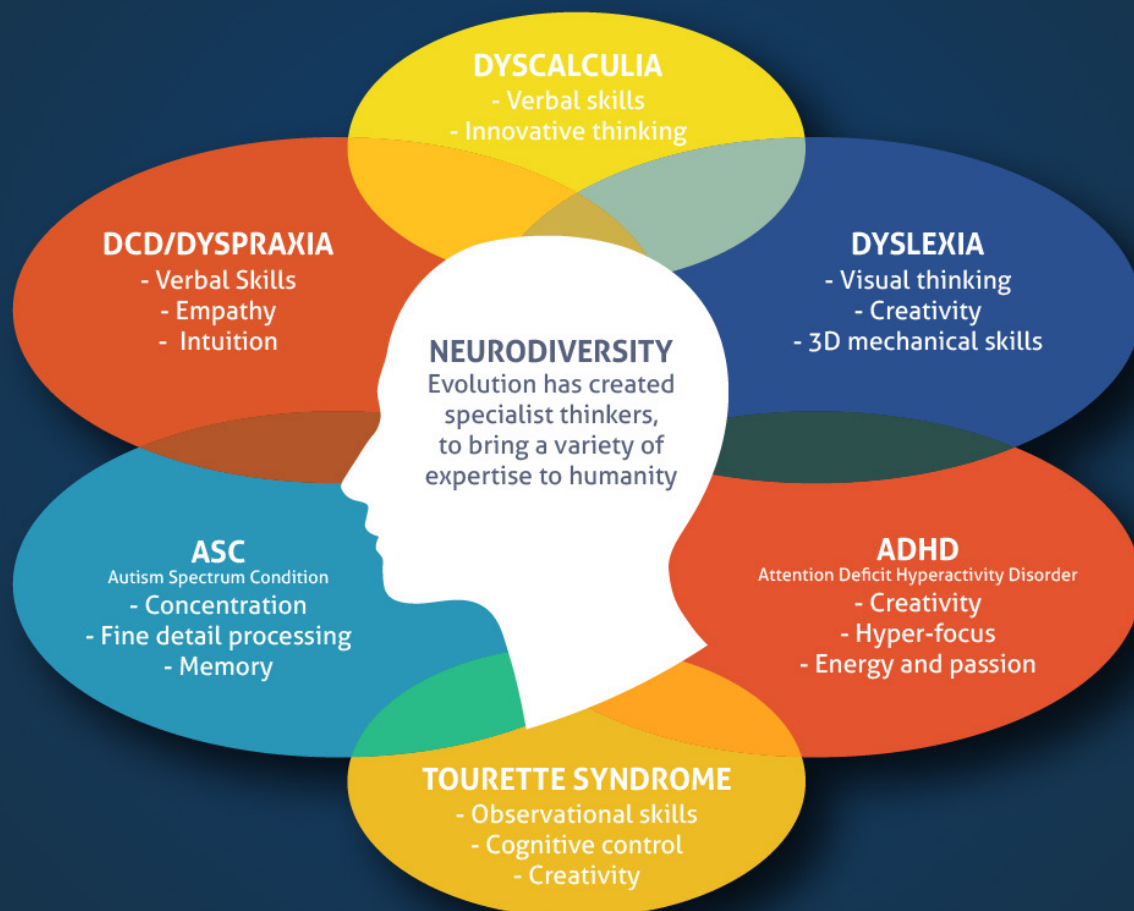 DYSCALCULIA
- Verbal skills
- Innovative thinking
DCD/DYSPRAXIA
- Verbal Skills
- Empathy
- Intuition
DYSLEXIA
- Visual thinking
- Creativity
- 3D mechanical skills
NEURODIVERSITY
Evolution has created
specialist thinkers,
to bring a variety of
expertise to humanity
ASC
Autism Spectrum Condition
- Concentration
- Fine detail processing
- Memory
ADHD
Attention Deficit Hyperactivity Disorder
- Creativity
- Hyper-focus
- Energy and passion
TOURETTE SYNDROME
- Observational skills
- Cognitive control
- Creativity